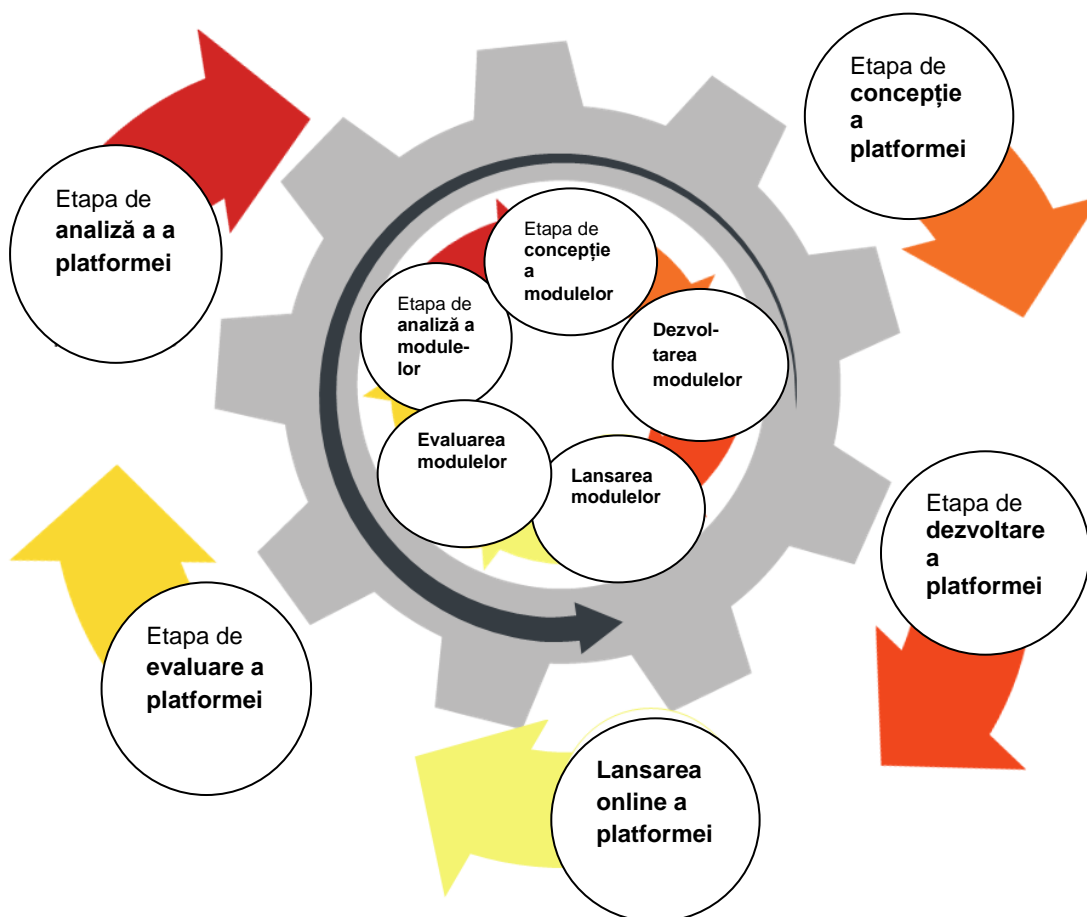 Etapa de
analiză a a
platformei
Etapa de
concepție
a
platformei
Etapa de
dezvoltare
a
platformei
Lansarea
online a
platformei
Etapa de
evaluare a
platformei
Etapa de
analiză a
module-
lor
Etapa de
concepție
a
modulelor
Dezvol-
tarea
modulelor
Lansarea
modulelor
Evaluarea
modulelor